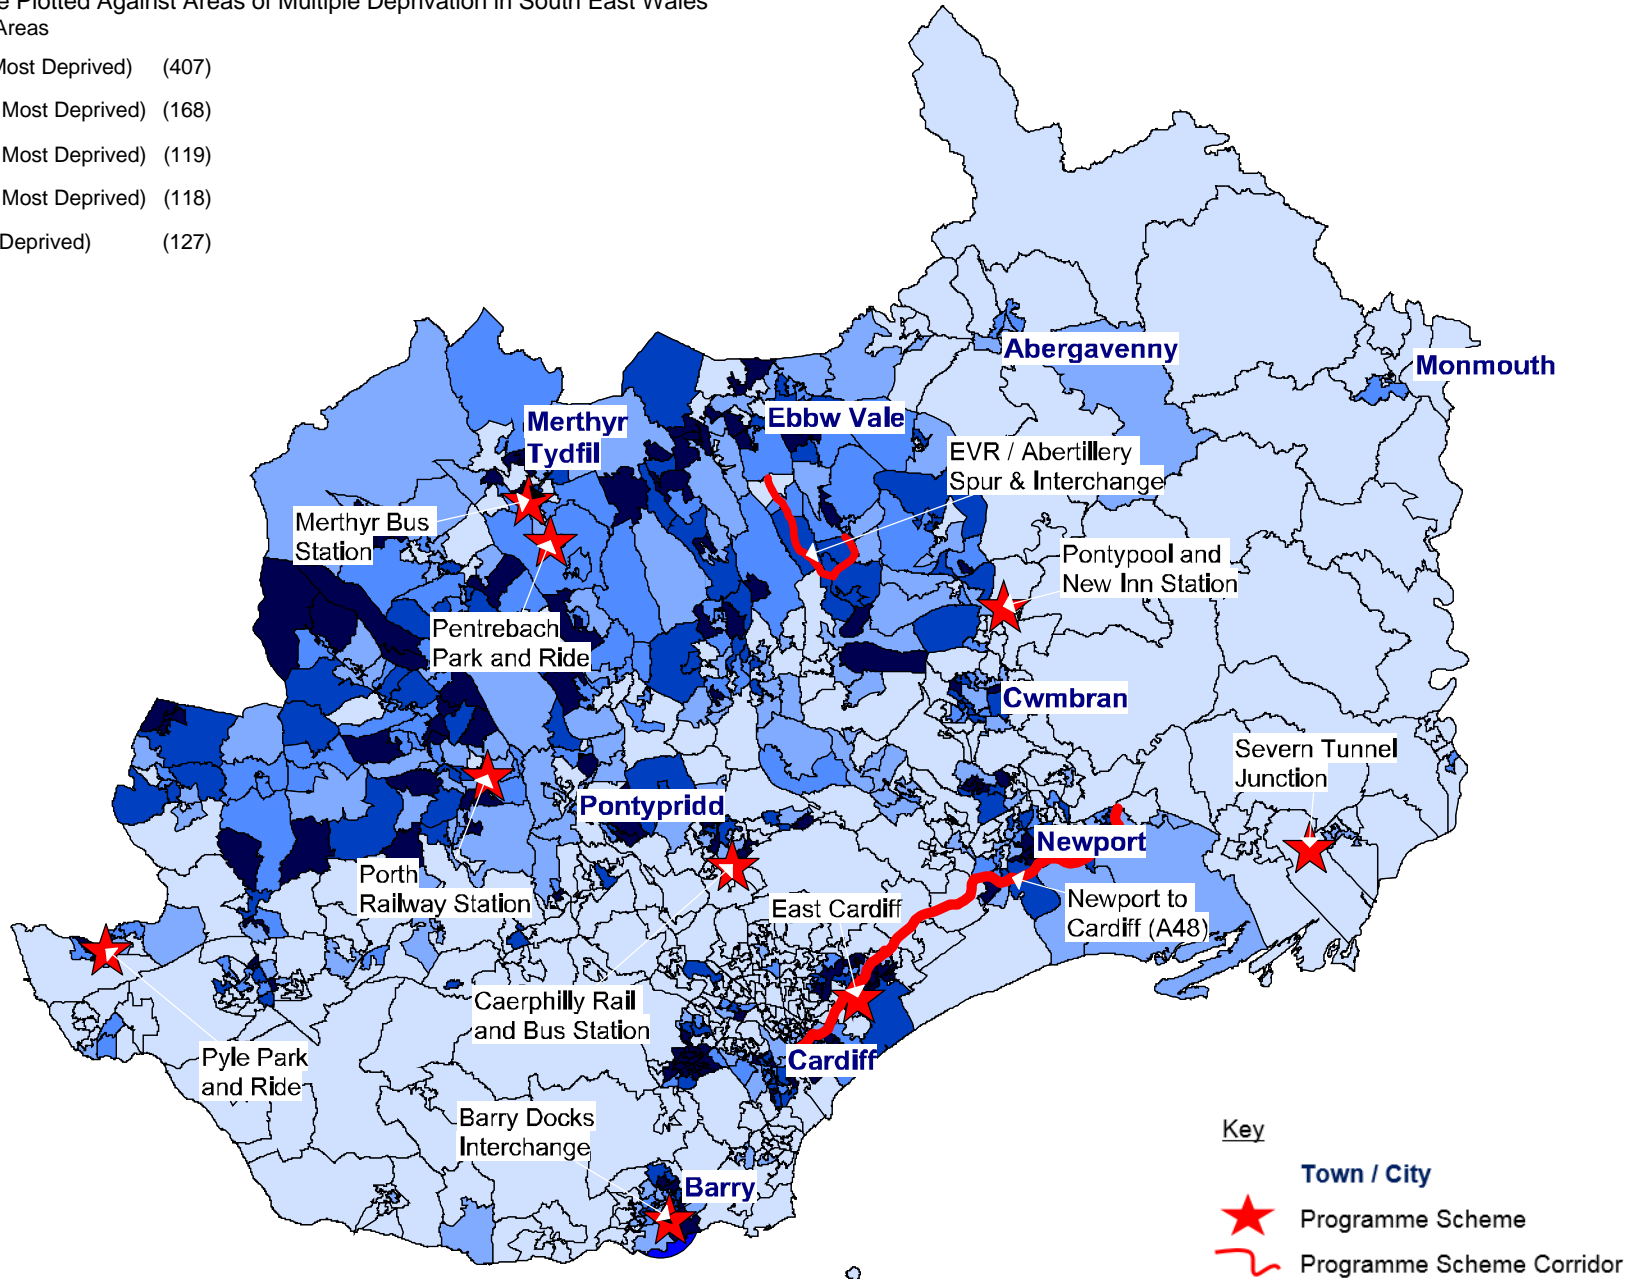 Plotted Against Areas of Multiple Deprivation in South East Wales
Areas
Most Deprived) (407)
Most Deprived) (168)
Most Deprived) (119)
Most Deprived) (118)
Deprived) (127)
Abergavenny
Monmouth
Merthyr
Tydfil
Ebbw Vale
EVR / Abertillery
Spur & Interchange
Merthyr Bus
Station
Pontypool and
New Inn Station
Pentrebach
Park and Ride
Cwmbran
Severn Tunnel
Junction
Pontypridd
Newport
Porth
Railway Station
East Cardiff
Newport to
Cardiff (A48)
Caerphilly Rail
and Bus Station
Pyle Park
and Ride
Cardiff
Barry Docks
Interchange
Barry
Key
Town / City
Programme Scheme
Programme Scheme Corridor